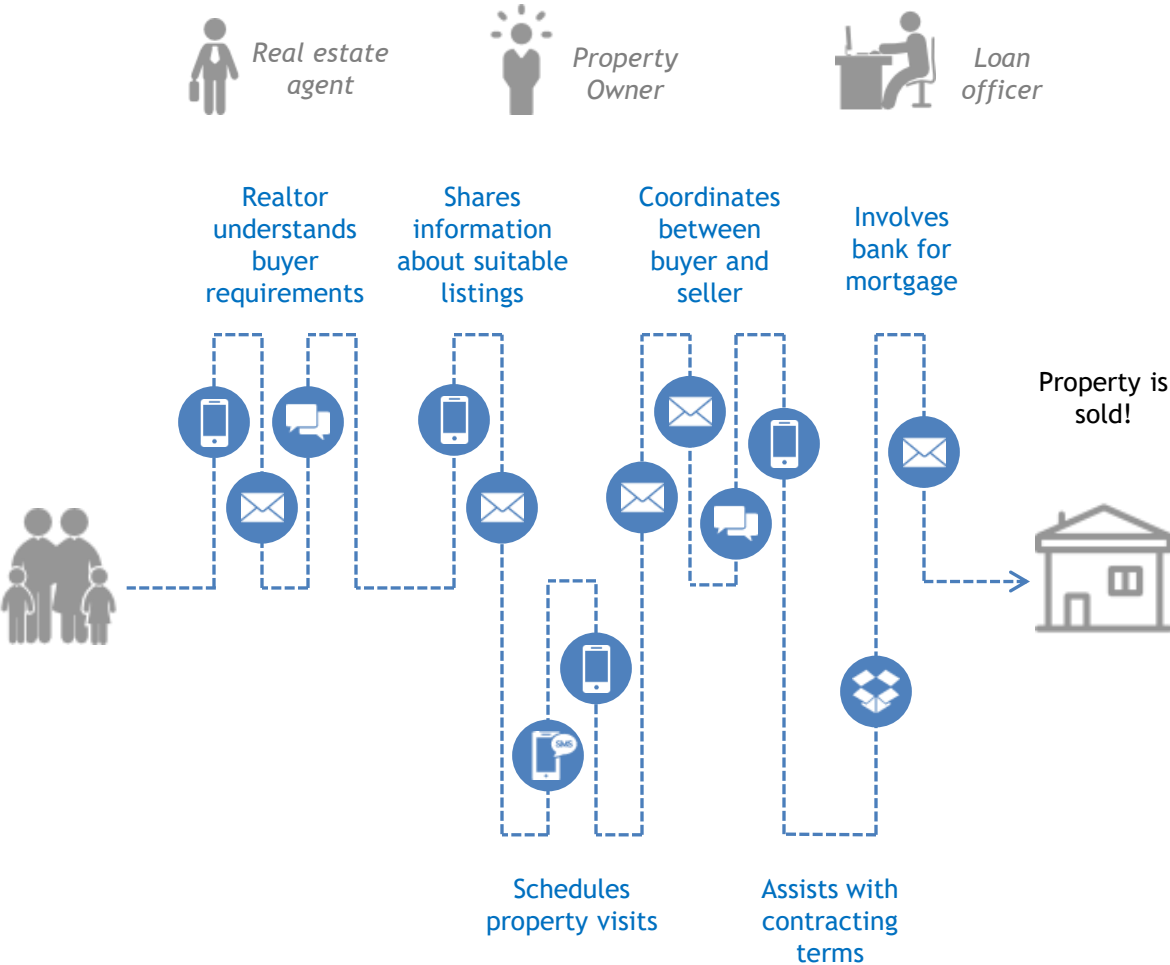 Real estate
agent
Property
Owner
Loan
officer
Realtor
understands
buyer
requirements
Shares
information
about suitable
listings
Coordinates
between
buyer and
seller
Involves
bank for
mortgage
Property is
sold!
SMS
Schedules
property visits
Assists with
contracting
terms